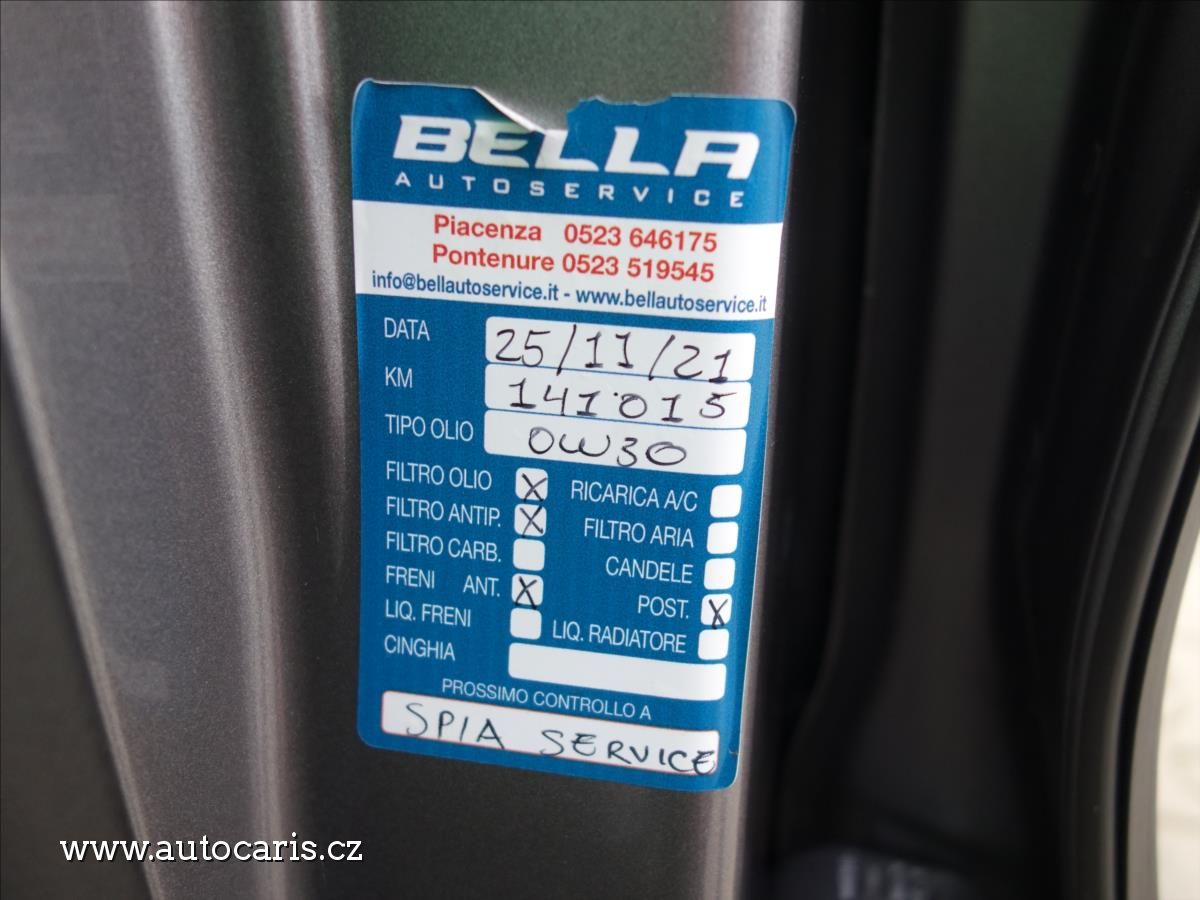 BELLA
AUTOSERVICE
Piacenza 0523 646175
Pontenure 0523 519545
info@bellautoservice.it - www.bellautoservice.it
DATA 25/11/21
KM 141015
TIPO OLIO 0W30
FILTRO OLIO X RICARICA A/C
FILTRO ANTIP. X FILTRO ARIA
FILTRO CARB. CANDELE
FRENI ANT. X POST. X
LIQ. FRENI LIQ. RADIATORE
CINGHIA
PROSSIMO CONTROLLO A
SPIA SERVICE
www.autocaris.cz